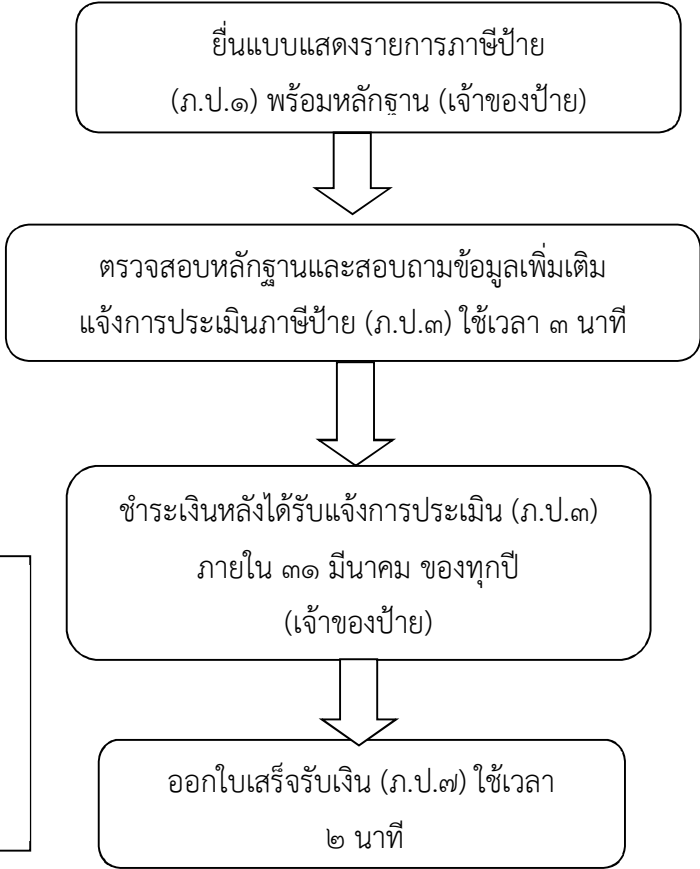 ยื่นแบบแสดงรายการภาษีป้าย
(ภ.ป.๑) พร้อมหลักฐาน (เจ้าของป้าย)
ตรวจสอบหลักฐานและสอบถามข้อมูลเพิ่มเติม
แจ้งการประเมินภาษีป้าย (ภ.ป.๓) ใช้เวลา ๓ นาที
ชำระเงินหลังได้รับแจ้งการประเมิน (ภ.ป.๓)
ภายใน ๓๑ มีนาคม ของทุกปี
(เจ้าของป้าย)
ออกใบเสร็จรับเงิน (ภ.ป.๗) ใช้เวลา
๒ นาที